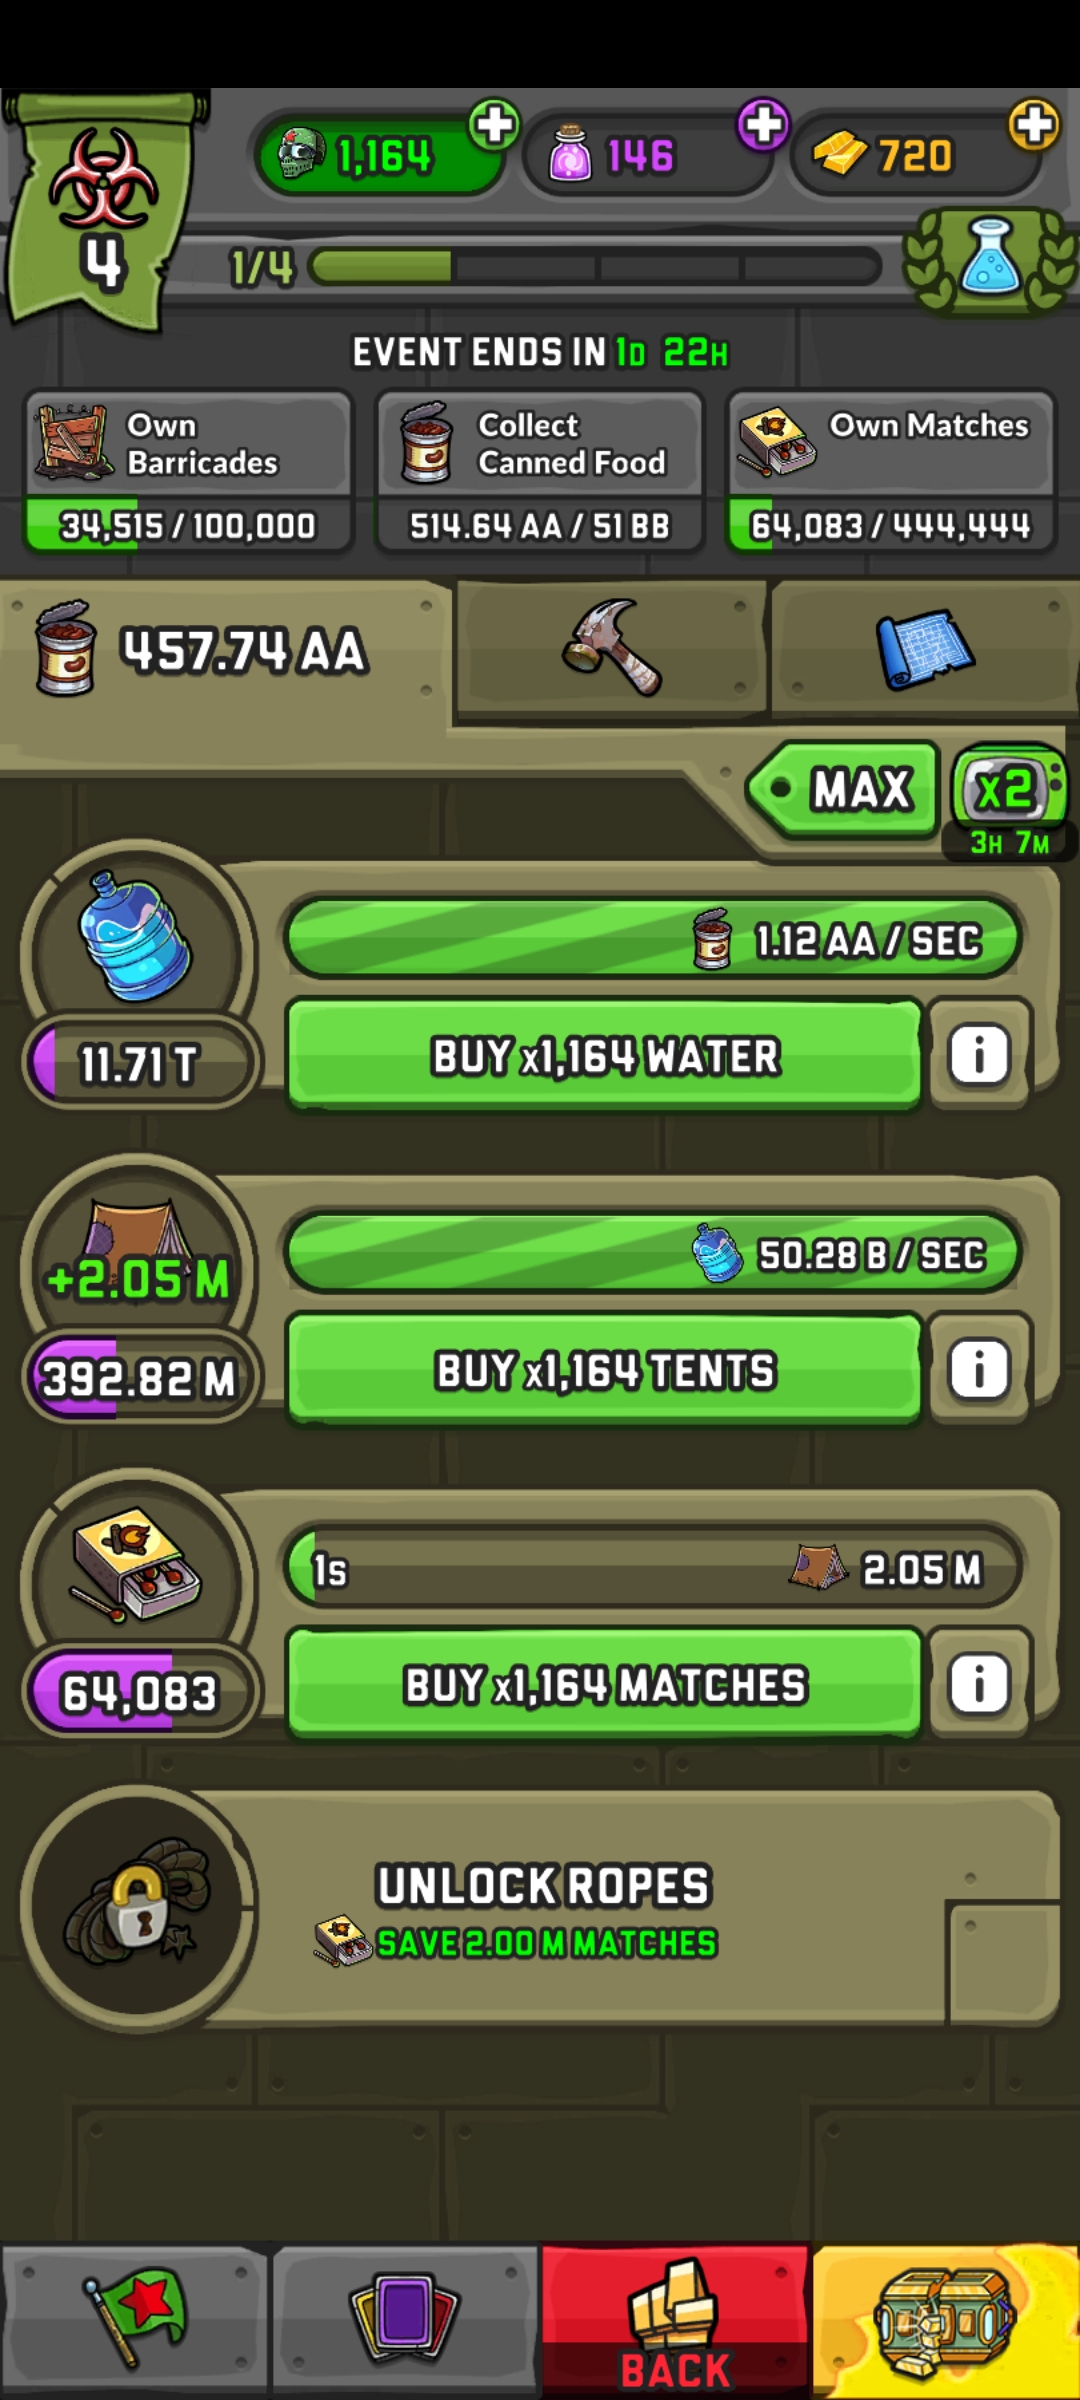 1,164
146
720
4
1/4
EVENT ENDS IN 1D 22H
Own
Barricades
34,515 / 100,000
Collect
Canned Food
514.64 AA / 51 BB
Own Matches
64,083 / 444,444
457.74 AA
MAX
x2
3H 7M
1.12 AA / SEC
11.71 T
BUY x1,164 WATER
i
+2.05 M
50.28 B / SEC
392.82 M
BUY x1,164 TENTS
i
1s
2.05 M
64,083
BUY x1,164 MATCHES
i
UNLOCK ROPES
SAVE 2.00 M MATCHES
BACK